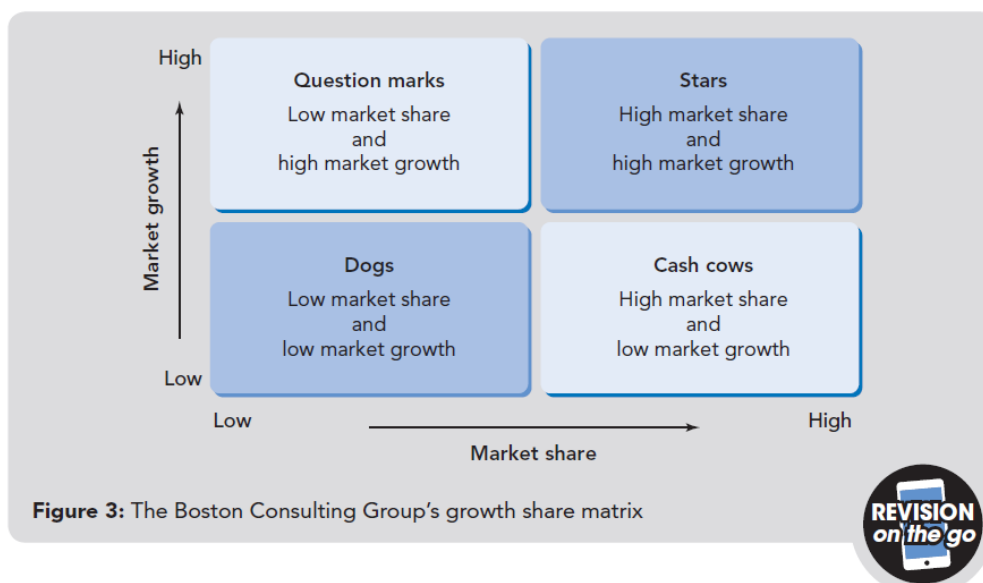 High
Question marks
Low market share
and
high market growth
Stars
High market share
and
high market growth
Market growth
Dogs
Low market share
and
low market growth
Cash cows
High market share
and
low market growth
Low
Low
High
Market share
Figure 3: The Boston Consulting Group's growth share matrix
REVISION
on the go